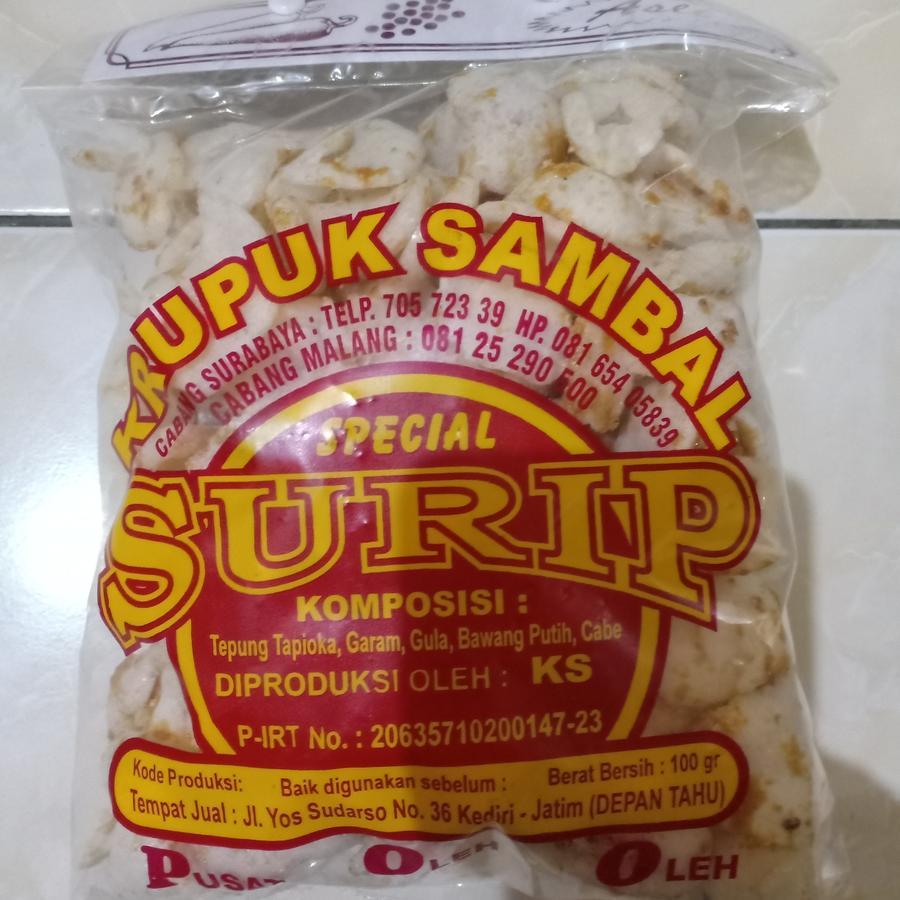 Ace
KRUPUK SAMBAL
CABANG SURABAYA : TELP. 705 723 39 HP. 081 654 05839
CABANG MALANG : 081 25 290 500
SPECIAL
SURIP
KOMPOSISI :
Tepung Tapioka, Garam, Gula, Bawang Putih, Cabe
DIPRODUKSI OLEH : KS
P-IRT No. : 20635710200147-23
Kode Produksi: Baik digunakan sebelum : Berat Bersih : 100 gr
Tempat Jual : Jl. Yos Sudarso No. 36 Kediri - Jatim (DEPAN TAHU)
PUSAT OLEH OLEH